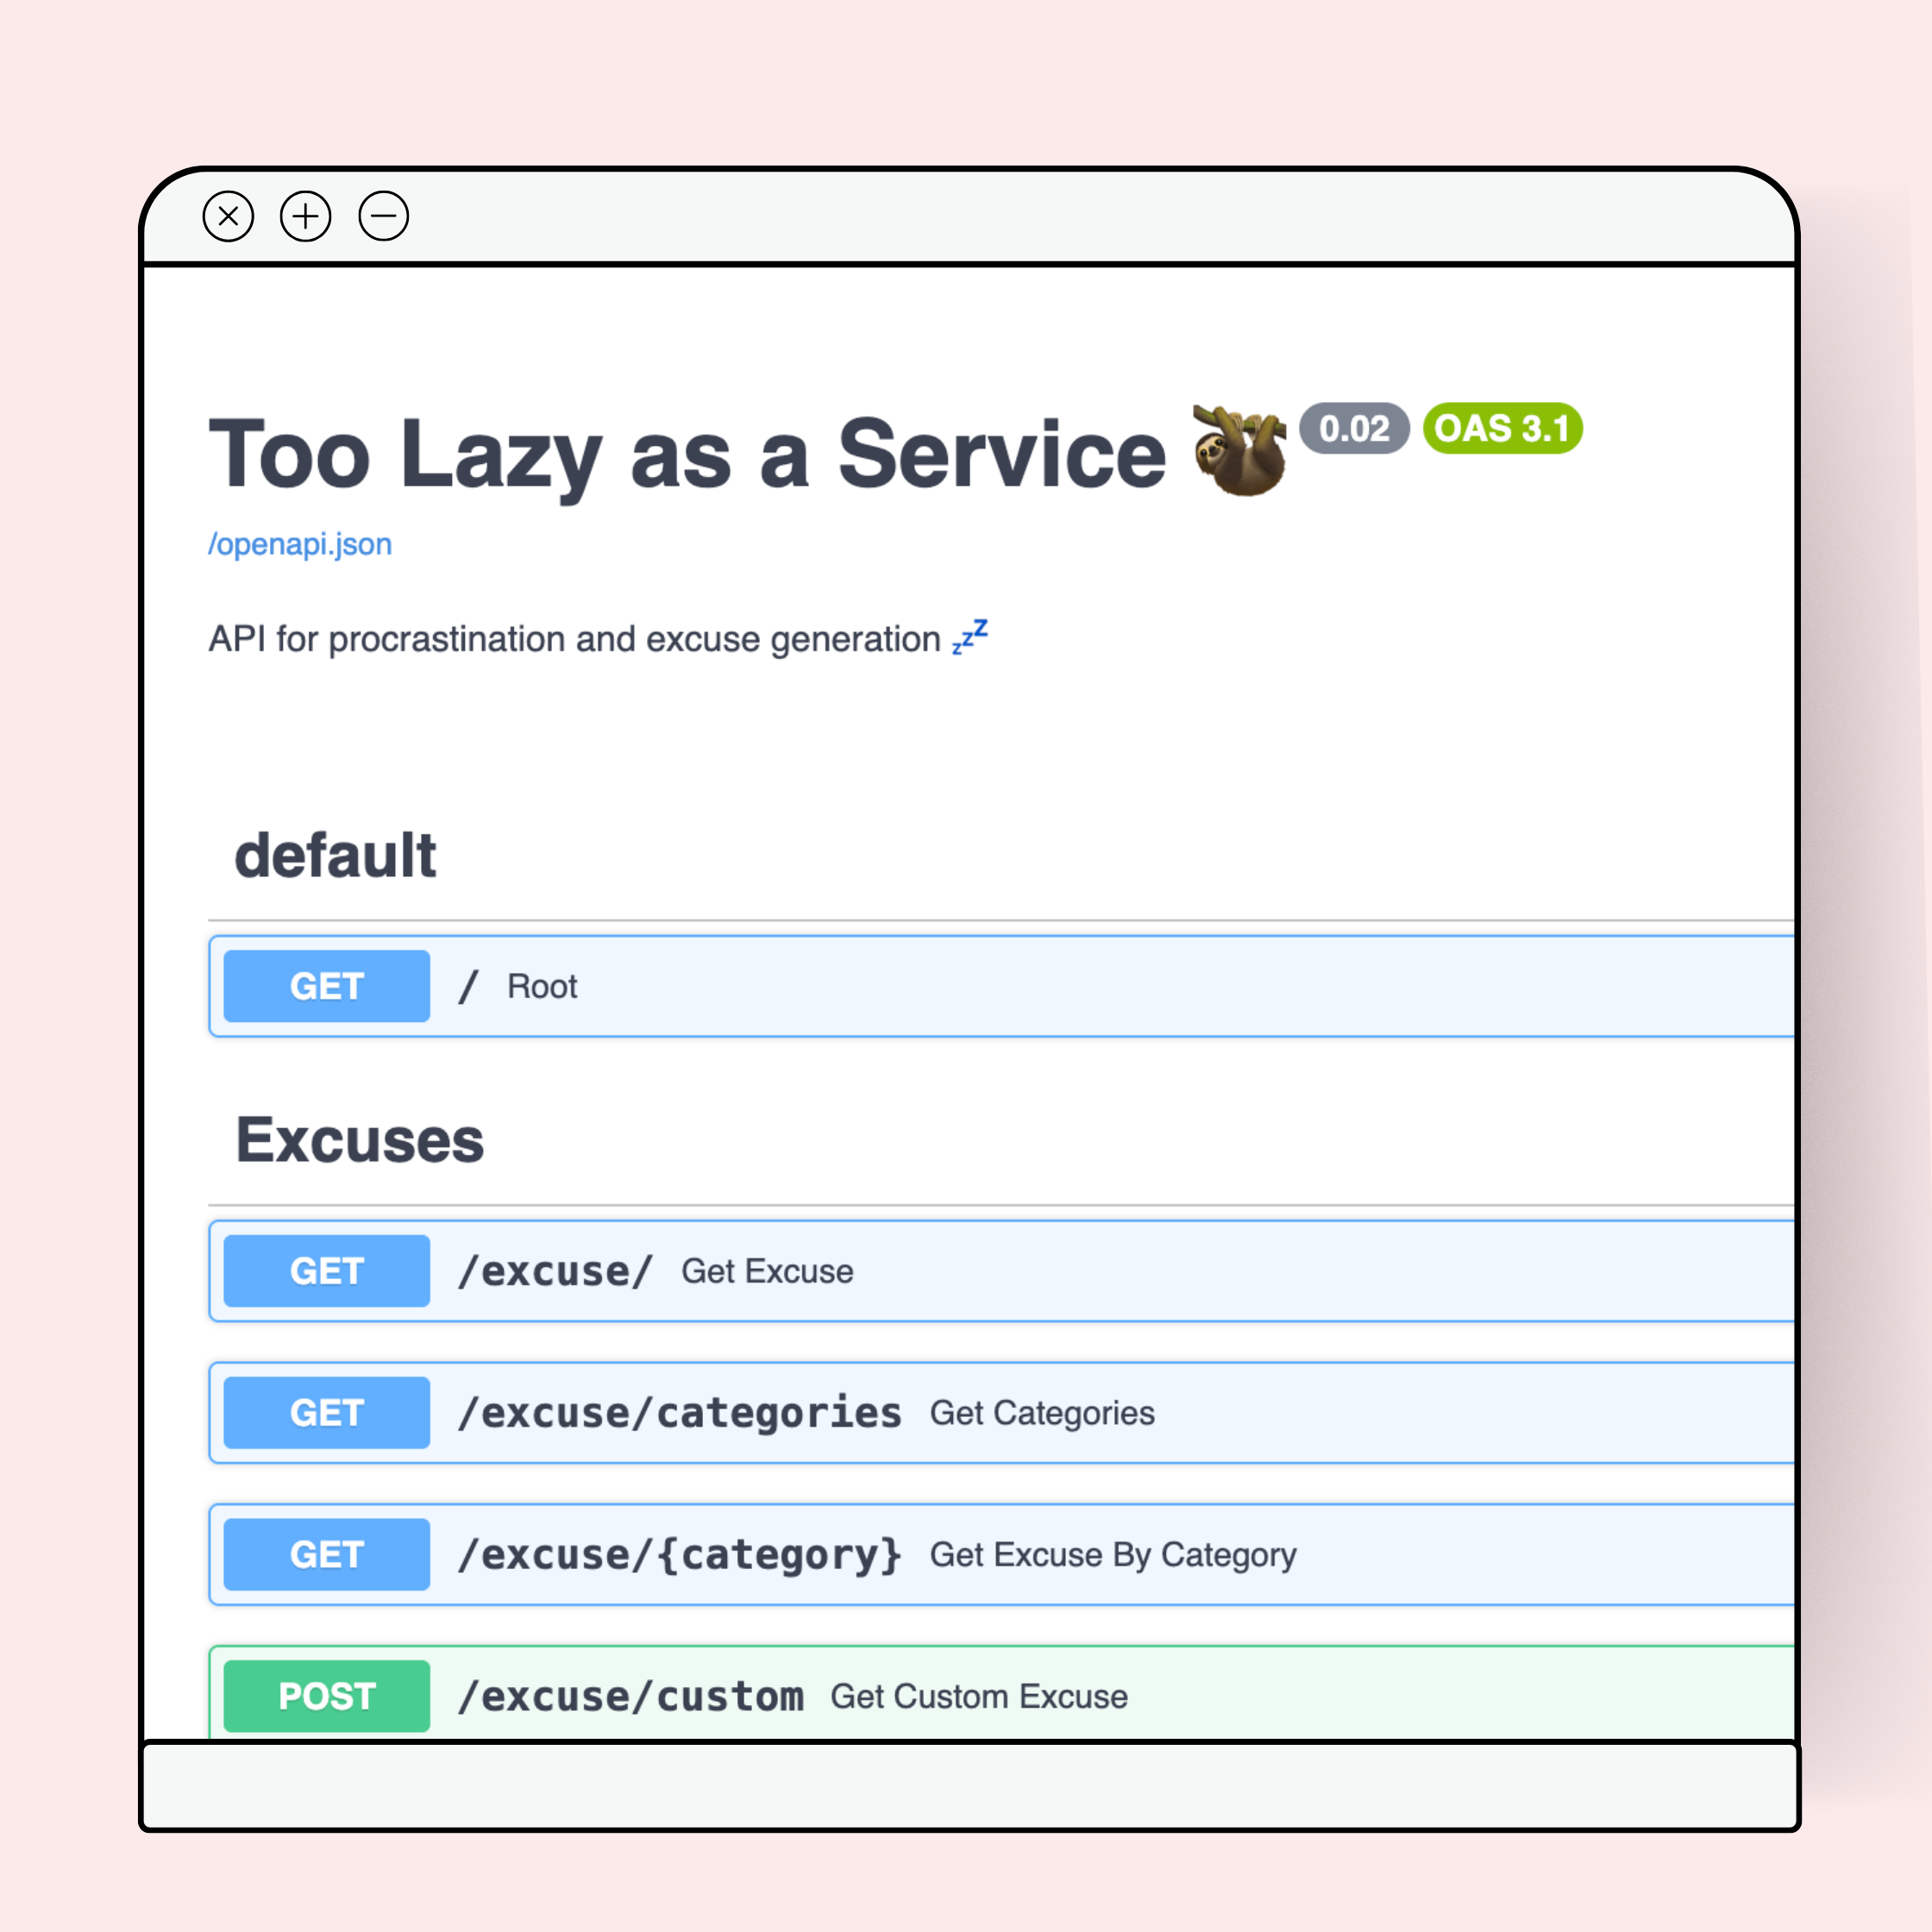 Too Lazy as a Service 🦥 0.02 OAS 3.1
/openapi.json
API for procrastination and excuse generation 💤
default
GET / Root
Excuses
GET /excuse/ Get Excuse
GET /excuse/categories Get Categories
GET /excuse/{category} Get Excuse By Category
POST /excuse/custom Get Custom Excuse